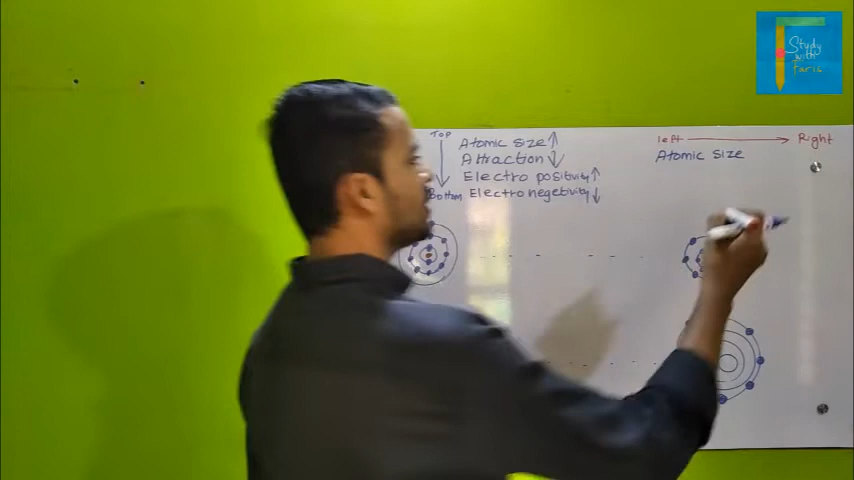 Study
with
Faris
TOP
Atomic size ↑
Attraction ↓
Electro positivity ↑
Bottom Electro negetivity ↓
left → Right
Atomic size